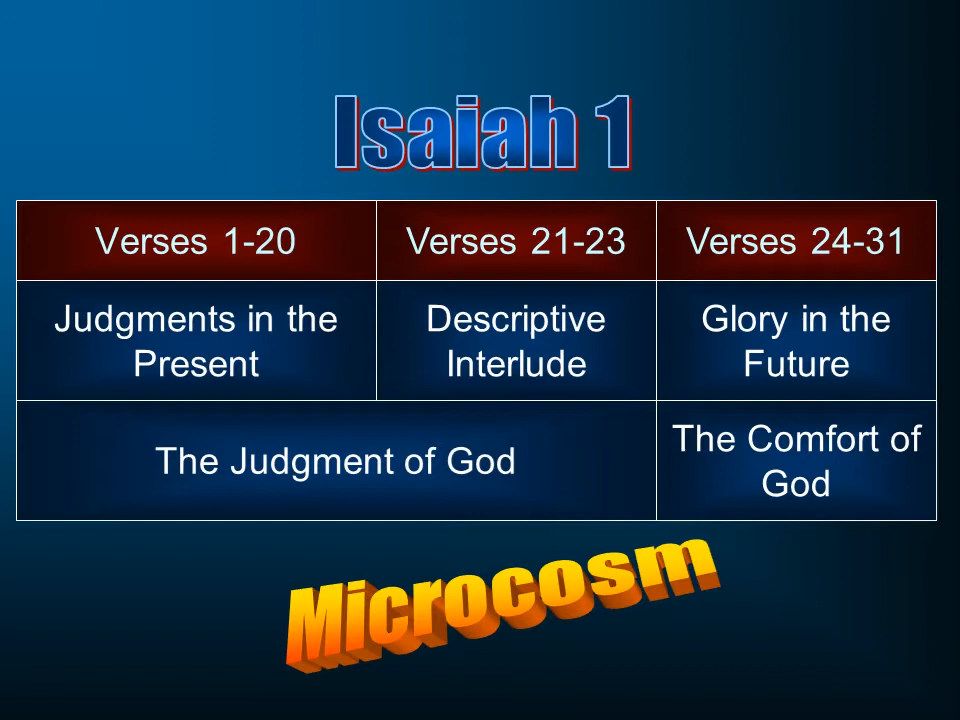 Isaiah 1
Verses 1-20
Verses 21-23
Verses 24-31
Judgments in the
Present
Descriptive
Interlude
Glory in the
Future
The Judgment of God
The Comfort of
God
Microcosm